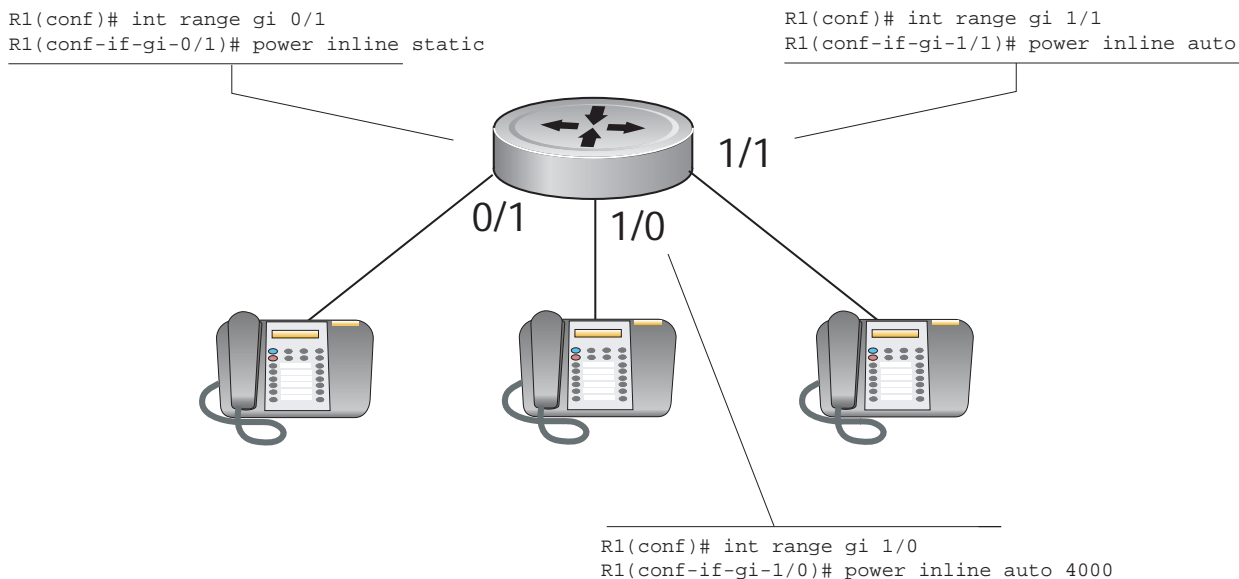 R1(conf)# int range gi 0/1
R1(conf-if-gi-0/1)# power inline static
R1(conf)# int range gi 1/1
R1(conf-if-gi-1/1)# power inline auto
1/1
0/1
1/0
R1(conf)# int range gi 1/0
R1(conf-if-gi-1/0)# power inline auto 4000